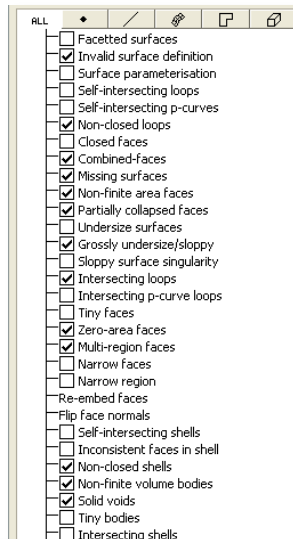 ALL
Facetted surfaces
Invalid surface definition
Surface parameterisation
Self-intersecting loops
Self-intersecting p-curves
Non-closed loops
Closed faces
Combined-faces
Missing surfaces
Non-finite area faces
Partially collapsed faces
Undersize surfaces
Grossly undersize/sloppy
Sloppy surface singularity
Intersecting loops
Intersecting p-curve loops
Tiny faces
Zero-area faces
Multi-region faces
Narrow faces
Narrow region
Re-embed faces
Flip face normals
Self-intersecting shells
Inconsistent faces in shell
Non-closed shells
Non-finite volume bodies
Solid voids
Tiny bodies
Intersecting shells